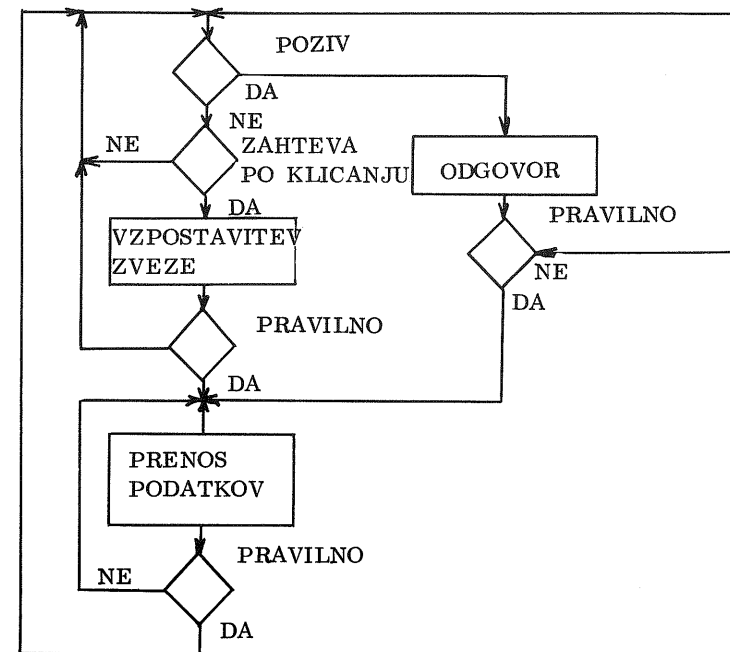 POZIV
DA
NE
NE
ZAHTEVA
PO KLICANJU
ODGOVOR
DA
PRAVILNO
VZPOSTAVITEV
ZVEZE
NE
DA
PRAVILNO
DA
PRENOS
PODATKOV
PRAVILNO
NE
DA